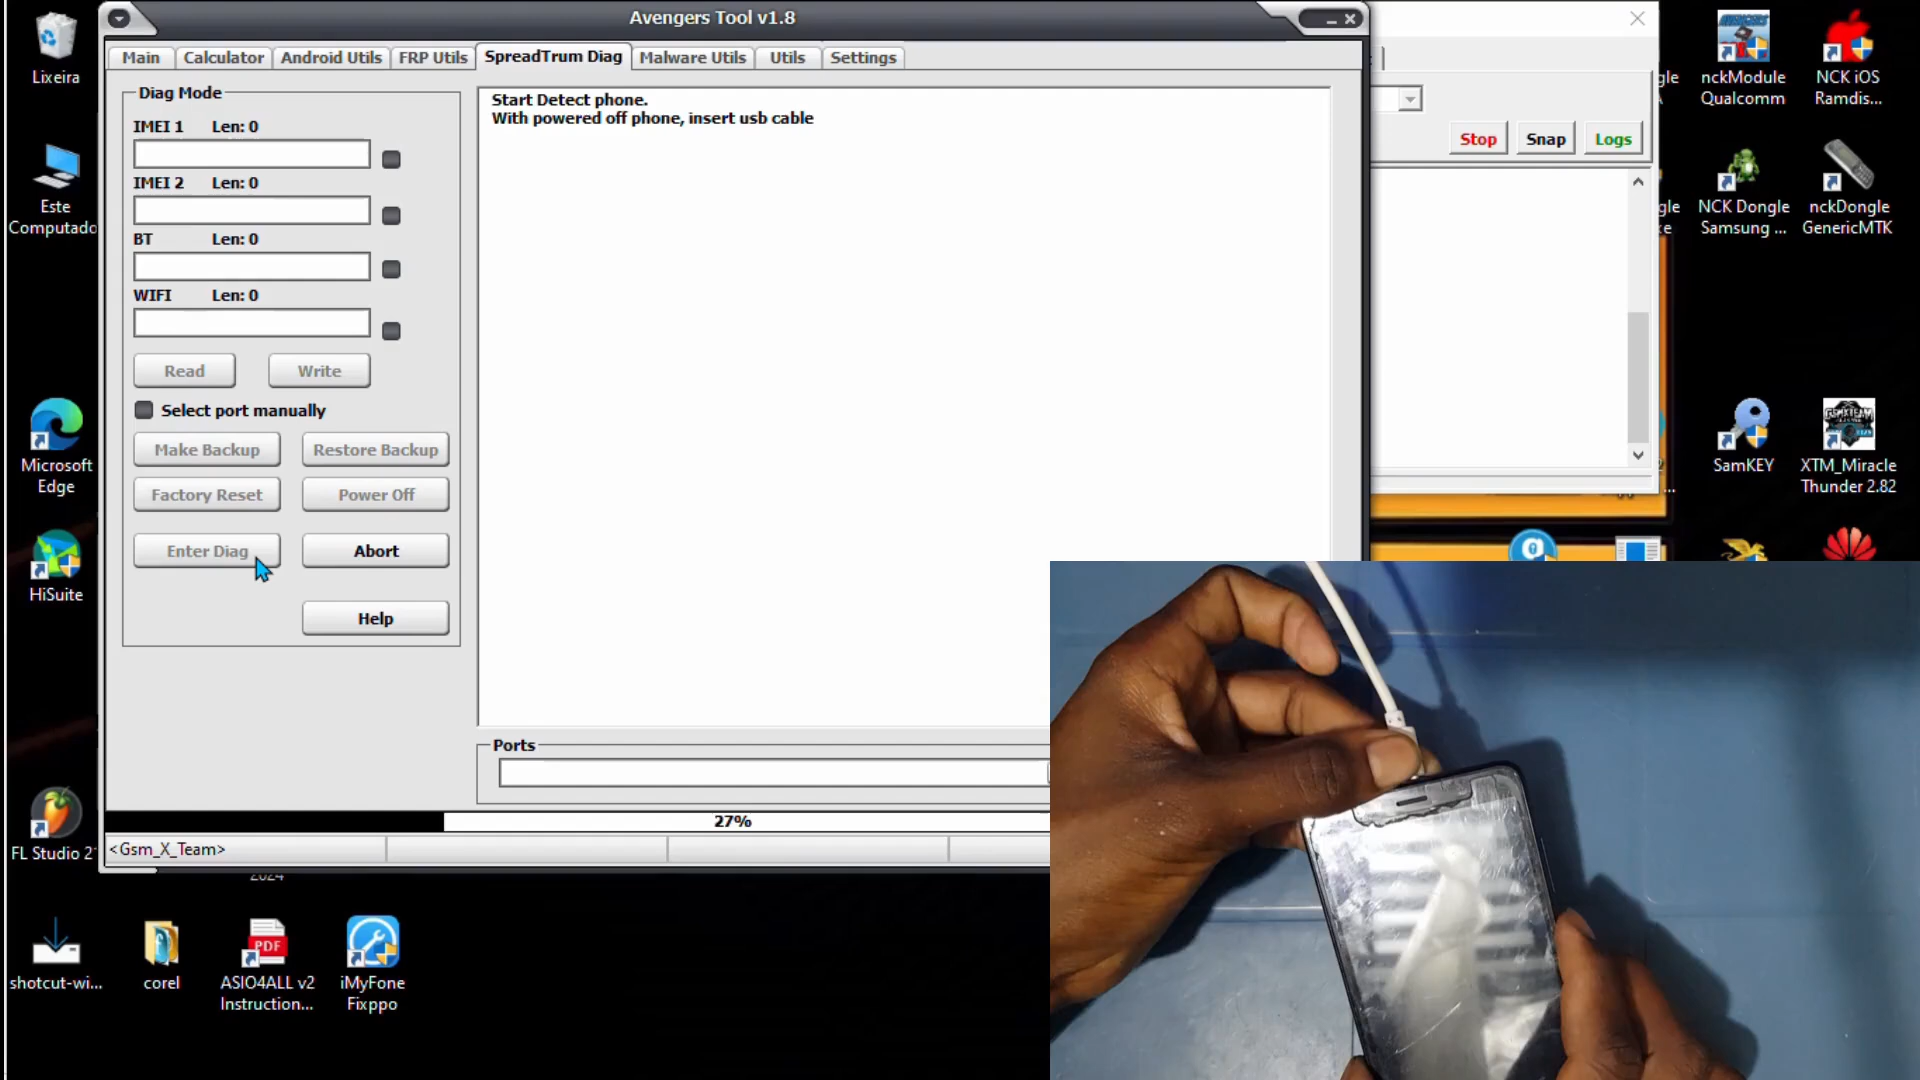 Avengers Tool v1.8
Main
Calculator
Android Utils
FRP Utils
SpreadTrum Diag
Malware Utils
Utils
Settings
Diag Mode
IMEI 1 Len: 0
IMEI 2 Len: 0
BT Len: 0
WIFI Len: 0
Read
Write
Select port manually
Make Backup
Restore Backup
Factory Reset
Power Off
Enter Diag
Abort
Help
Start Detect phone.
With powered off phone, insert usb cable
Ports
27%
<Gsm_X_Team>
Stop
Snap
Logs
Lixeira
Este
Computado
Microsoft
Edge
HiSuite
FL Studio 2
2024
shotcut-wi...
corel
PDF
ASIO4ALL v2
Instruction...
iMyFone
Fixppo
nckModule
Qualcomm
NCK iOS
Ramdis...
NCK Dongle
Samsung ...
nckDongle
GenericMTK
SamKEY
XTM_Miracle
Thunder 2.82